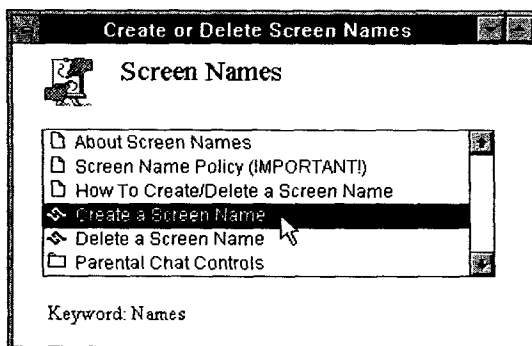 Create or Delete Screen Names
Screen Names
About Screen Names
Screen Name Policy (IMPORTANT!)
How To Create/Delete a Screen Name
Create a Screen Name
Delete a Screen Name
Parental Chat Controls
Keyword: Names